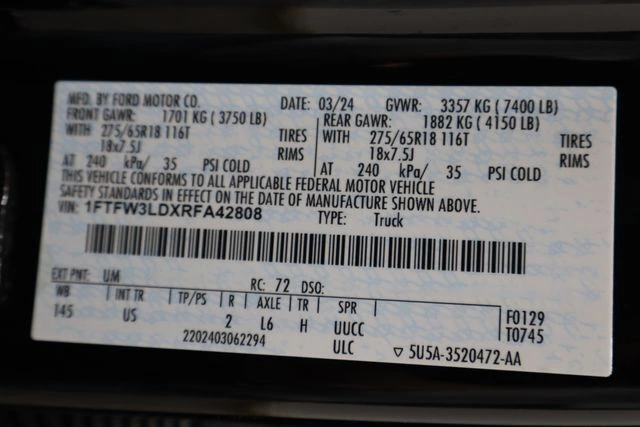 MFD. BY FORD MOTOR CO. DATE: 03/24 GVWR: 3357 KG ( 7400 LB)
FRONT GAWR: 1701 KG ( 3750 LB) REAR GAWR: 1882 KG ( 4150 LB)
WITH 275/65R18 116T TIRES WITH 275/65R18 116T TIRES
18x7.5J RIMS 18x7.5J RIMS
AT 240 kPa/ 35 PSI COLD AT 240 kPa/ 35 PSI COLD
THIS VEHICLE CONFORMS TO ALL APPLICABLE FEDERAL MOTOR VEHICLE
SAFETY STANDARDS IN EFFECT ON THE DATE OF MANUFACTURE SHOWN ABOVE.
VIN: 1FTFW3LDXRFA42808 TYPE: Truck
EXT PNT: UM RC: 72 DSO:
WB INT TR TP/PS R AXLE TR SPR F0129
145 US 2 L6 H UUCC T0745
2202403062294 ULC ▽ 5U5A-3520472-AA